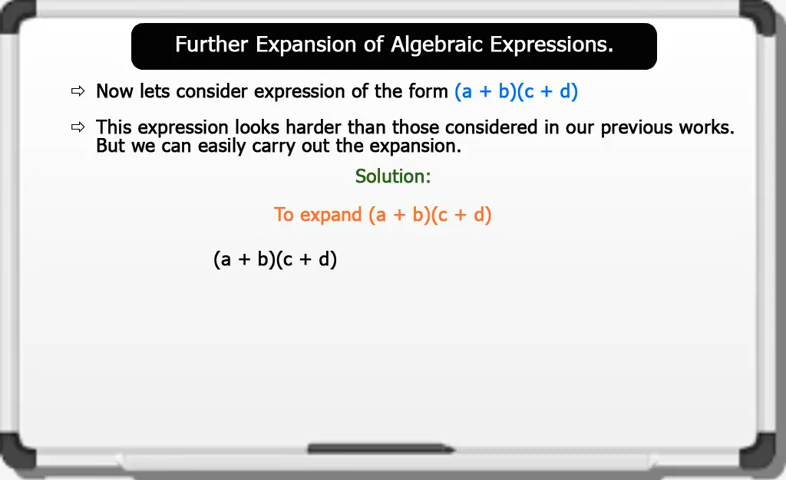 Further Expansion of Algebraic Expressions.
⇨ Now lets consider expression of the form (a + b)(c + d)
⇨ This expression looks harder than those considered in our previous works.
But we can easily carry out the expansion.
Solution:
To expand (a + b)(c + d)
(a + b)(c + d)